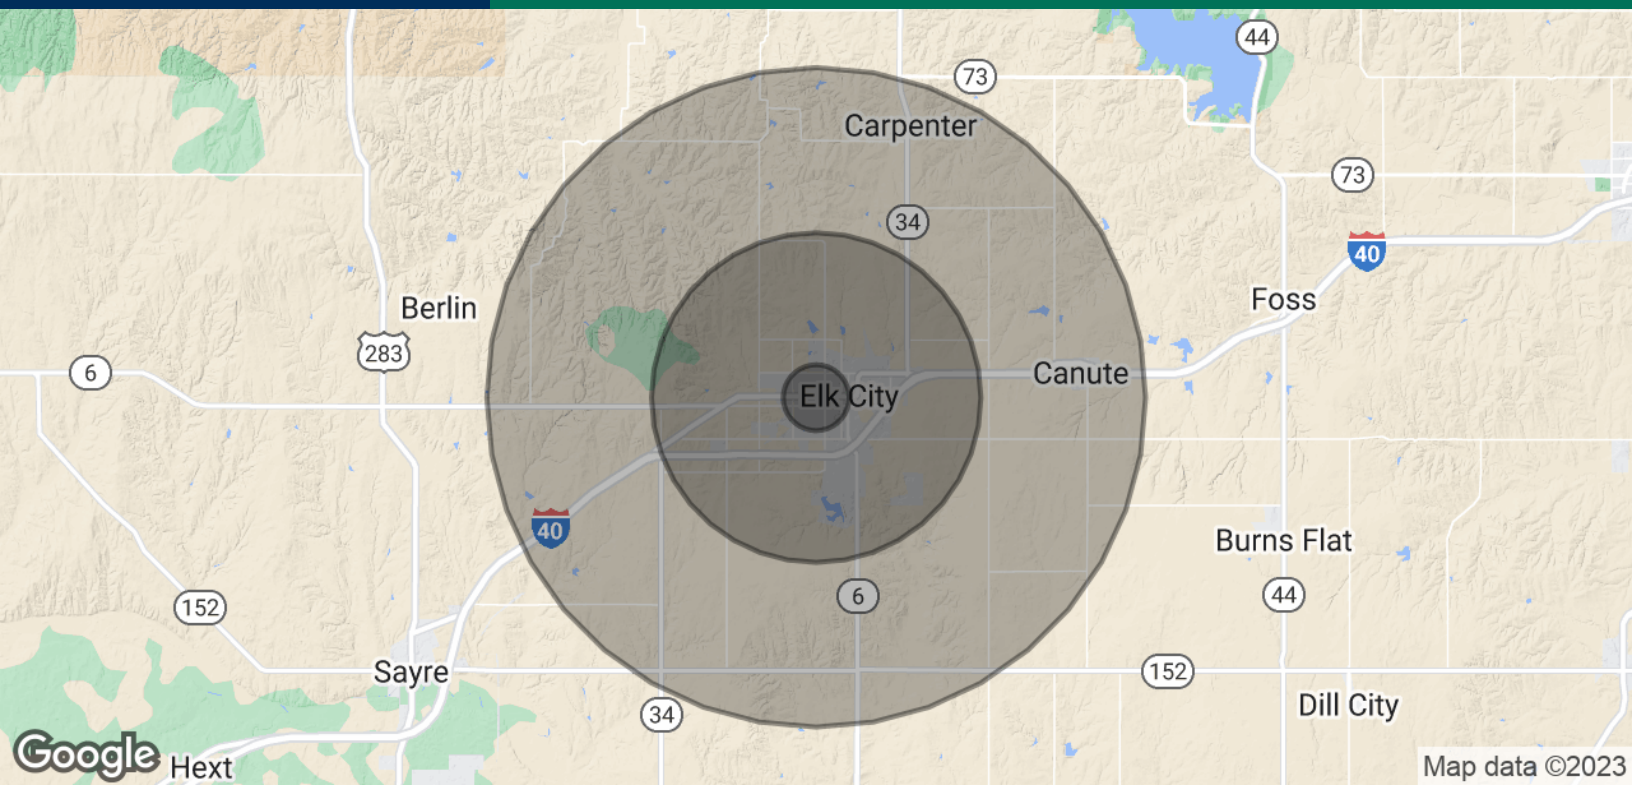 44
73
Carpenter
73
34
40
Foss
Berlin
283
6
Canute
Elk City
40
Burns Flat
152
6
44
Sayre
152
34
Dill City
Google
Hext
Map data ©2023